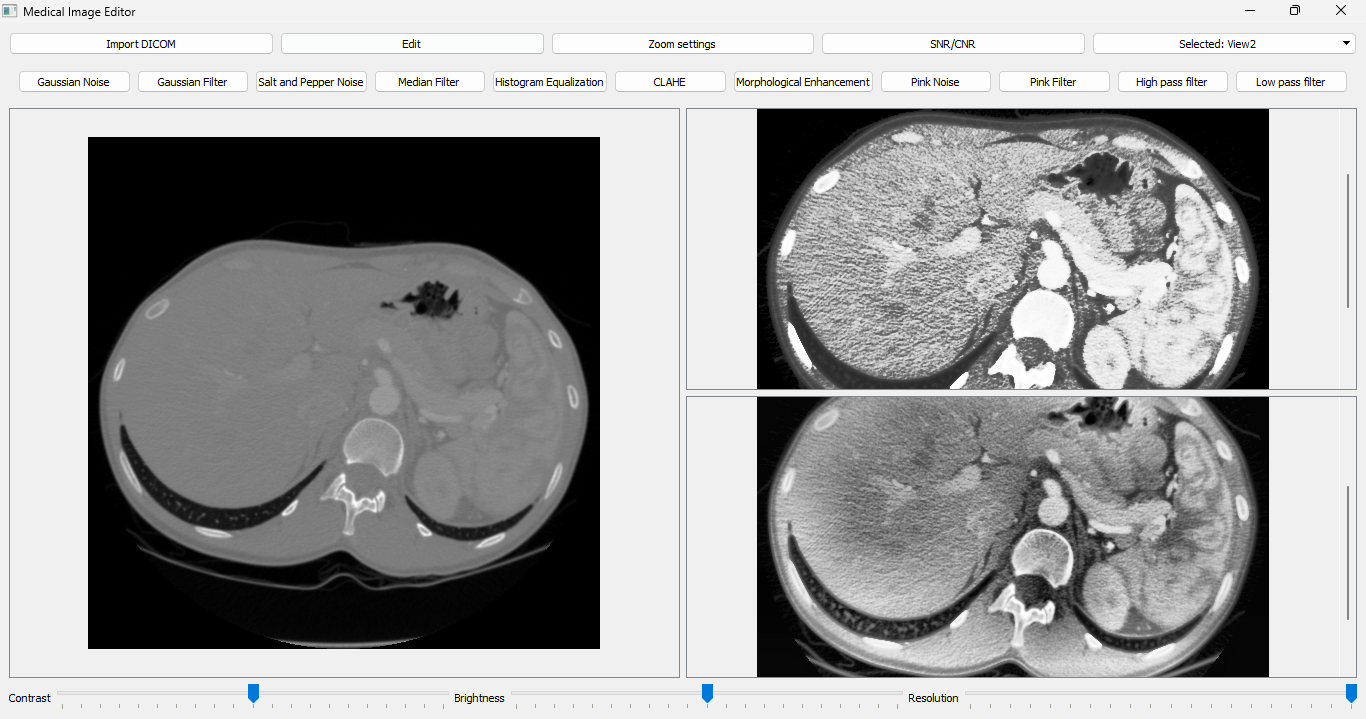 Medical Image Editor
Import DICOM Edit Zoom settings SNR/CNR Selected: View2
Gaussian Noise Gaussian Filter Salt and Pepper Noise Median Filter Histogram Equalization CLAHE Morphological Enhancement Pink Noise Pink Filter High pass filter Low pass filter
Contrast Brightness Resolution